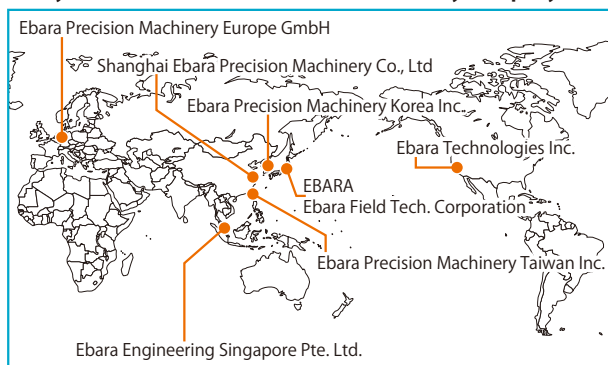 Ebara Precision Machinery Europe GmbH
Shanghai Ebara Precision Machinery Co., Ltd
Ebara Precision Machinery Korea Inc.
Ebara Technologies Inc.
EBARA
Ebara Field Tech. Corporation
Ebara Precision Machinery Taiwan Inc.
Ebara Engineering Singapore Pte. Ltd.